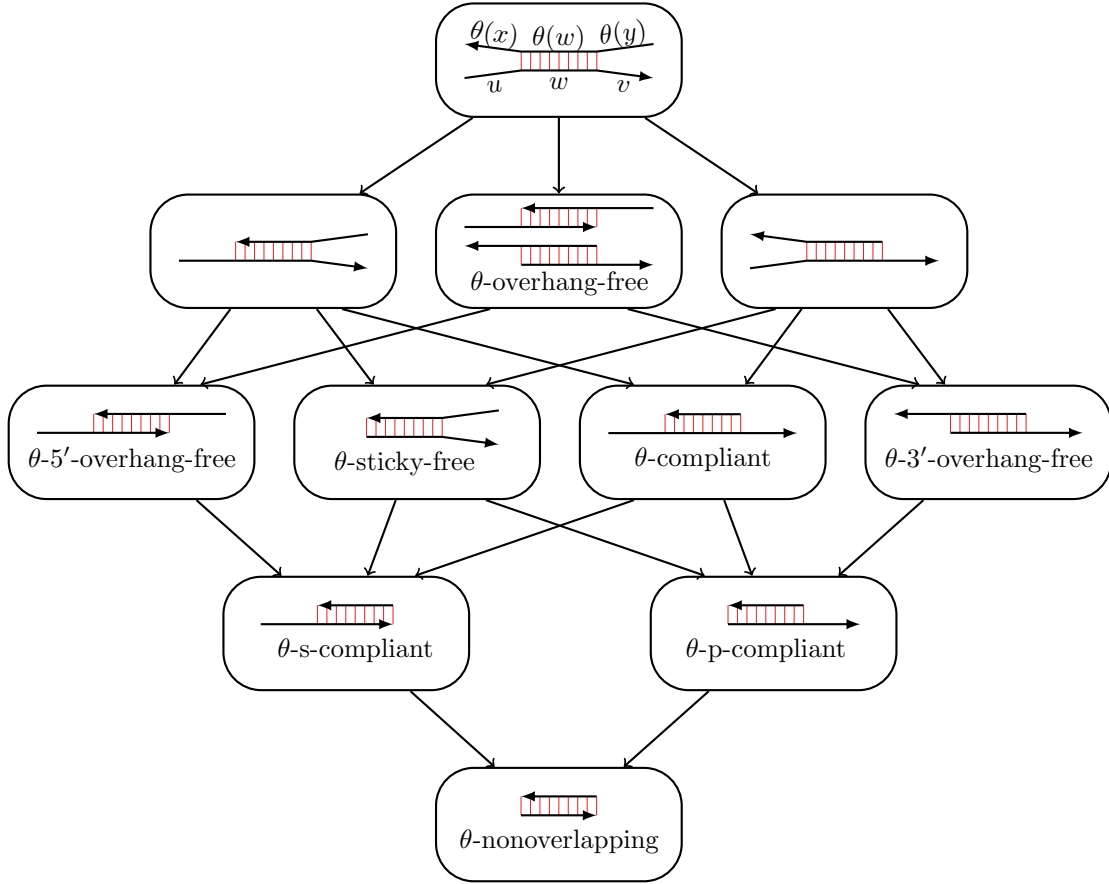 θ(x) θ(w) θ(y)
u w v
θ-overhang-free
θ-5′-overhang-free
θ-sticky-free
θ-compliant
θ-3′-overhang-free
θ-s-compliant
θ-p-compliant
θ-nonoverlapping